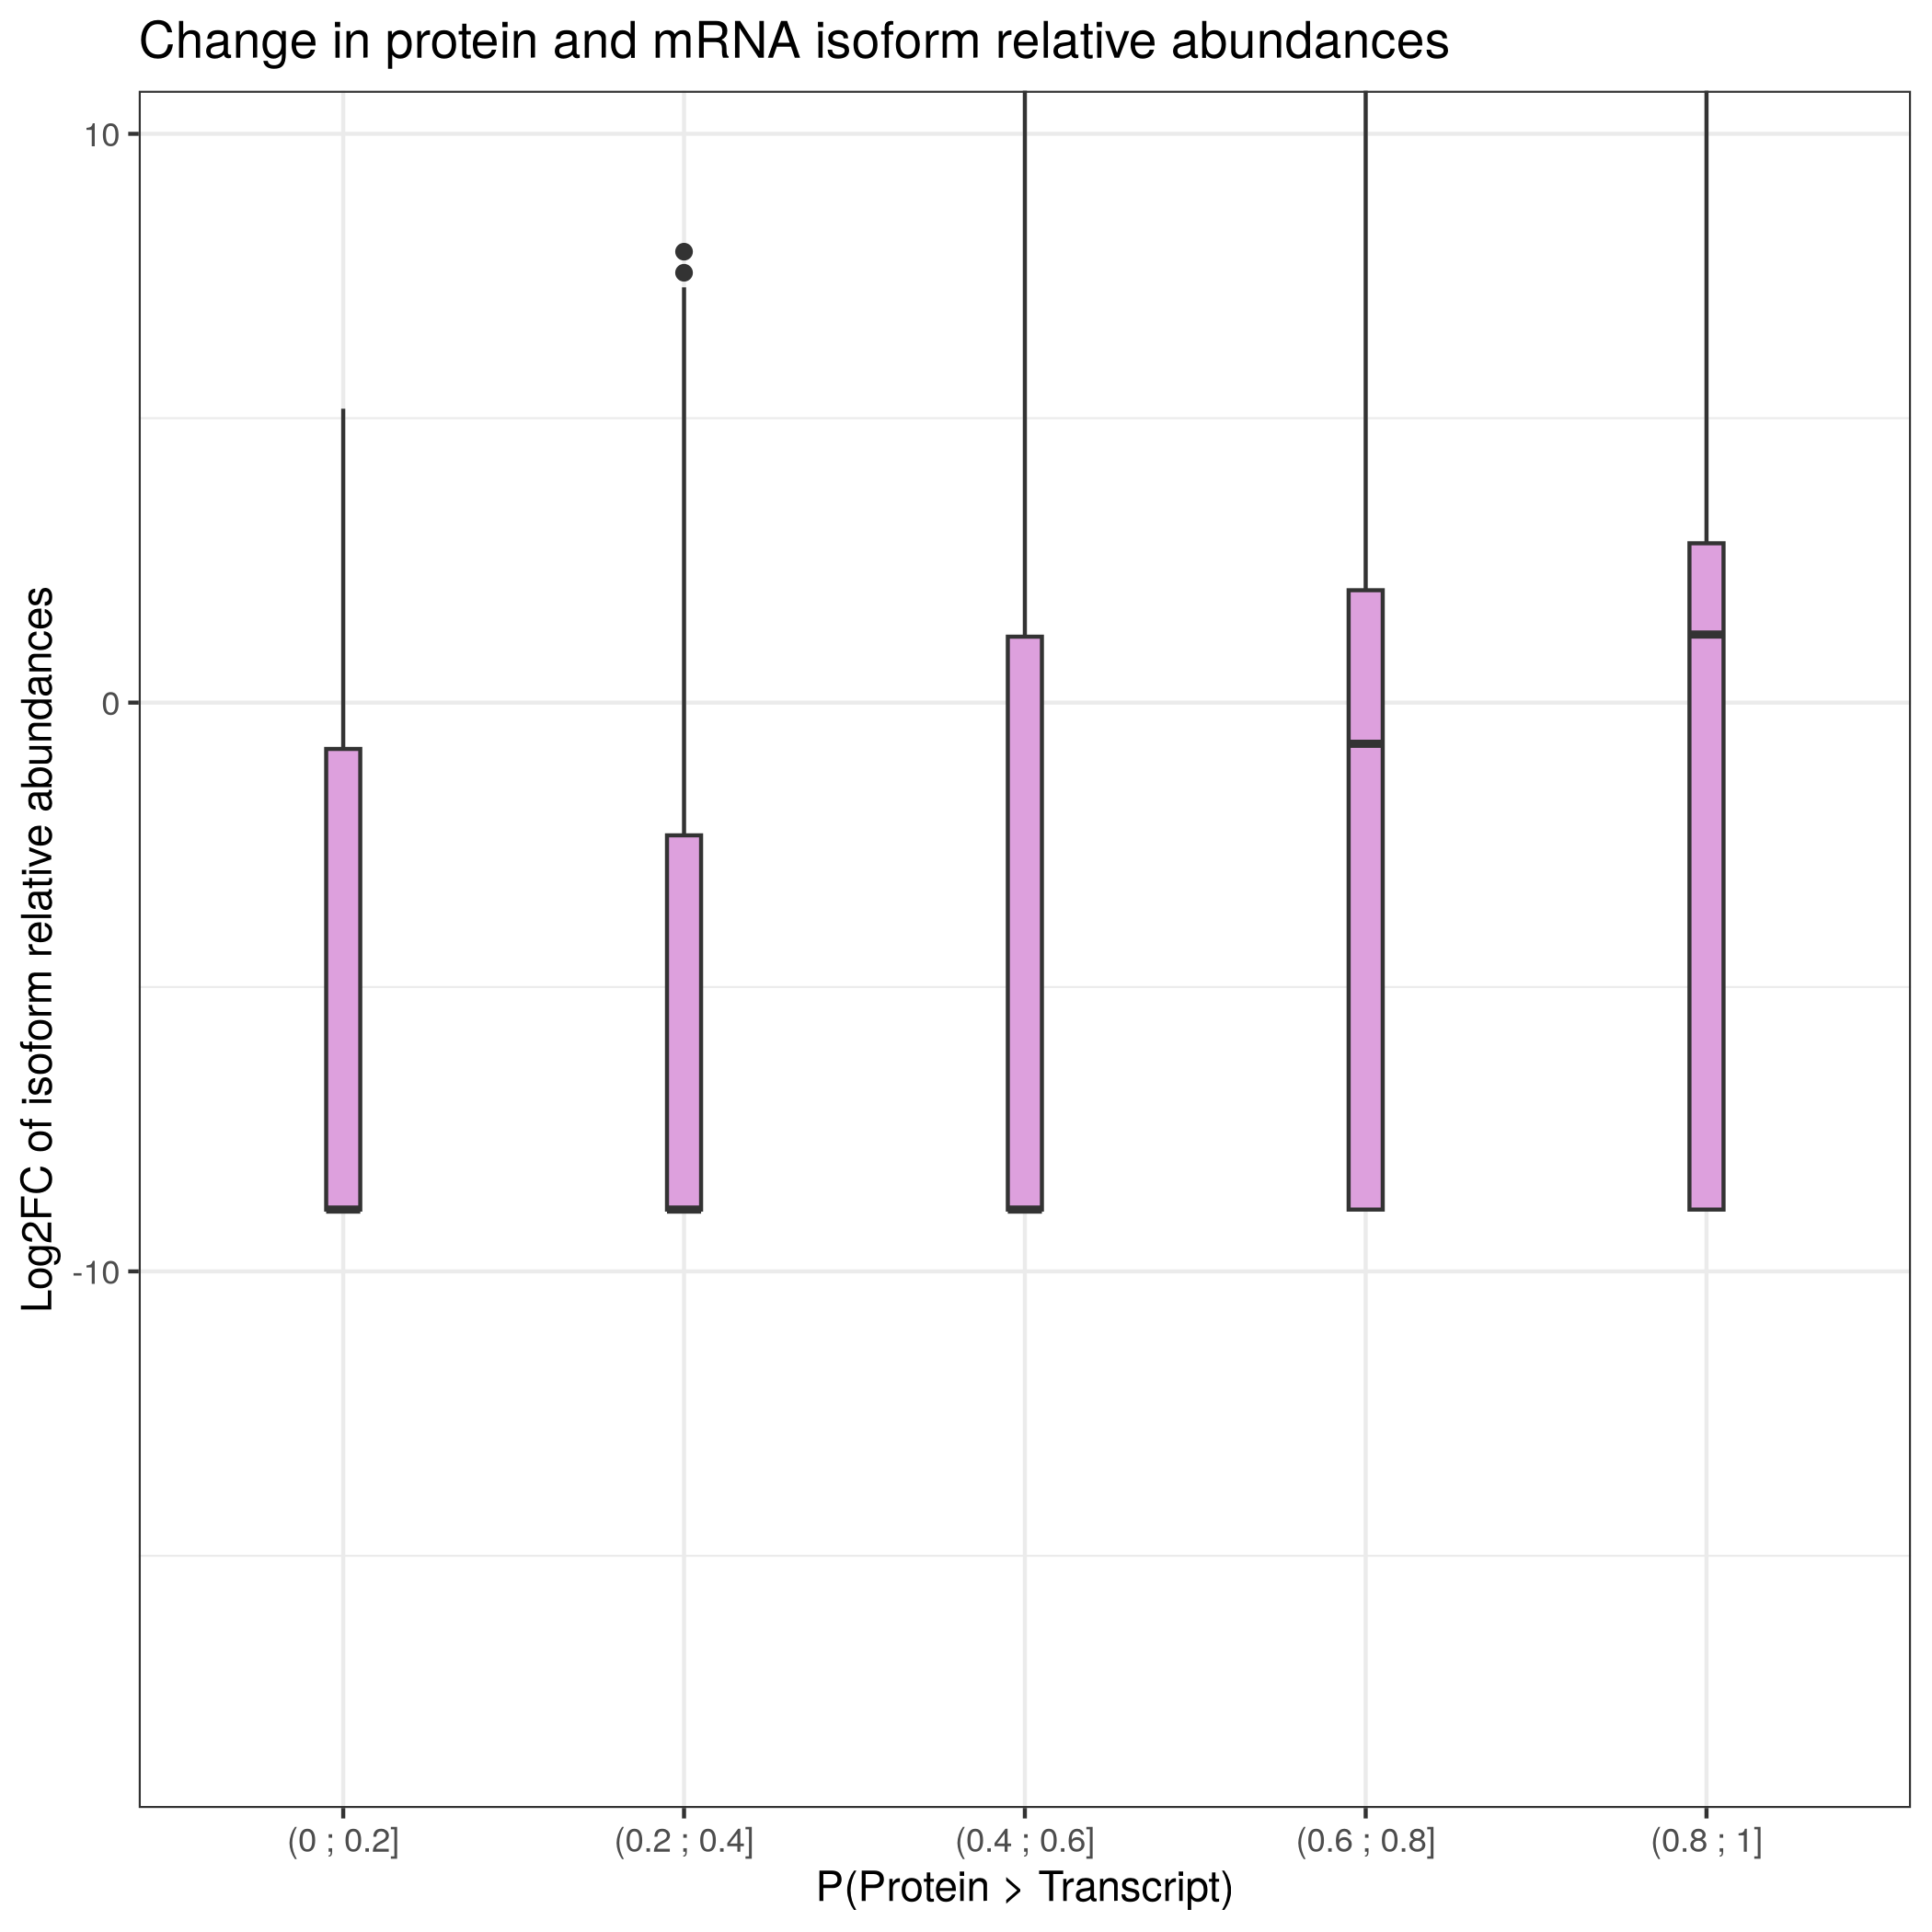 Change in protein and mRNA isoform relative abundances
Log2FC of isoform relative abundances
10
0
-10
(0 ; 0.2]
(0.2 ; 0.4]
(0.4 ; 0.6]
(0.6 ; 0.8]
(0.8 ; 1]
P(Protein > Transcript)